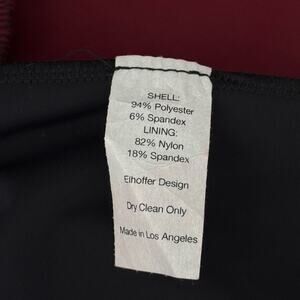 SHELL:
94% Polyester
6% Spandex
LINING:
82% Nylon
18% Spandex
Elhoffer Design
Dry Clean Only
Made in Los Angeles